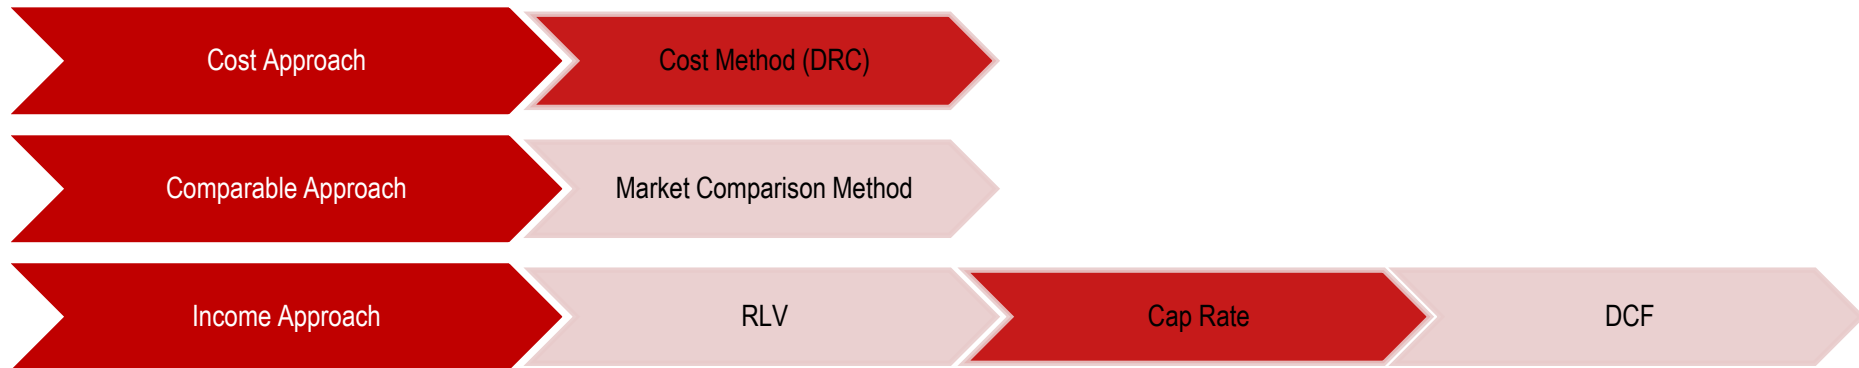 Cost Approach
Cost Method (DRC)
Comparable Approach
Market Comparison Method
Income Approach
RLV
Cap Rate
DCF